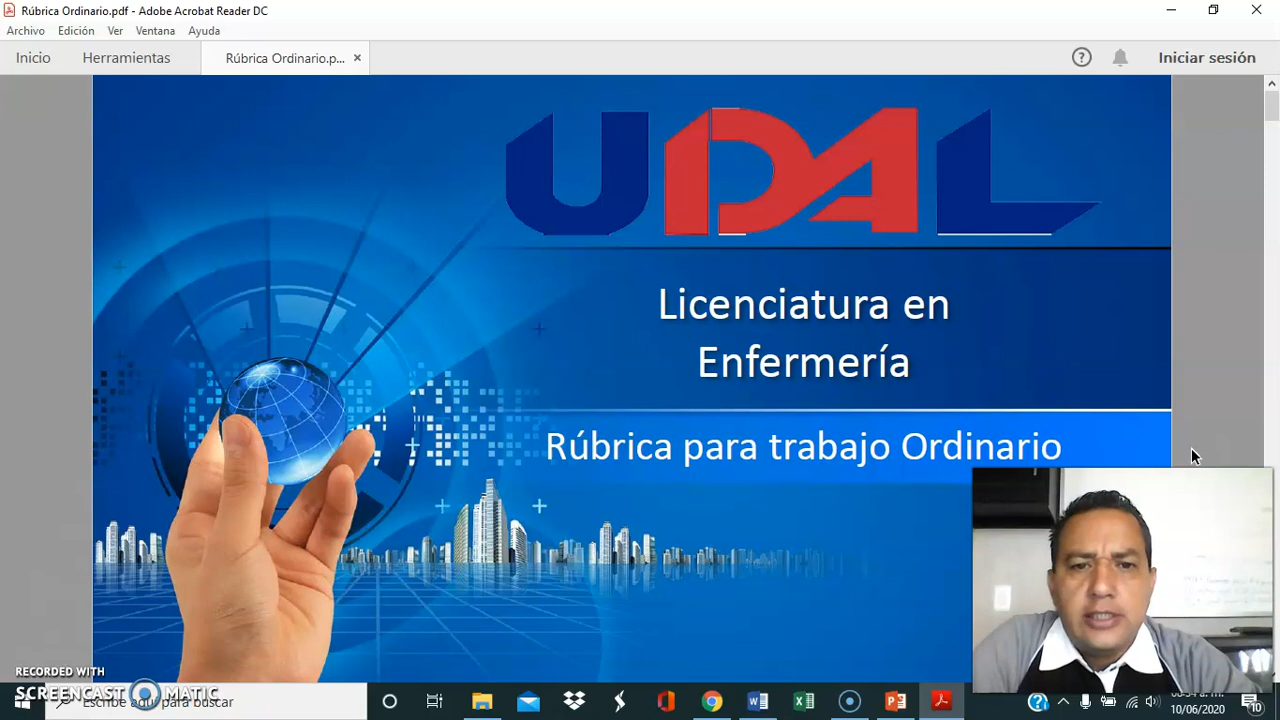 Rúbrica Ordinario.pdf - Adobe Acrobat Reader DC
Archivo Edición Ver Ventana Ayuda
Inicio Herramientas Rúbrica Ordinario.p... × Iniciar sesión
UDAL
Licenciatura en
Enfermería
Rúbrica para trabajo Ordinario
RECORDED WITH
SCREENCAST MATIC
Escribe aquí para buscar
10/06/2020
10